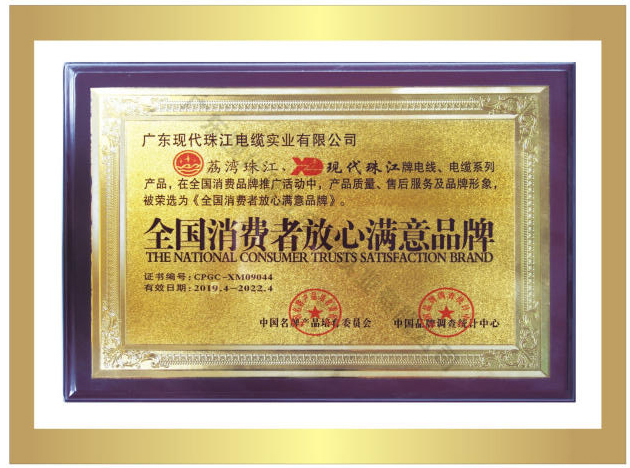 广东现代珠江电缆实业有限公司
荔湾珠江、现代珠江牌电线、电缆系列
产品，在全国消费品牌推广活动中，产品质量、售后服务及品牌形象，
被荣选为《全国消费者放心满意品牌》。
全国消费者放心满意品牌
THE NATIONAL CONSUMER TRUSTS SATISFACTION BRAND
证书编号：CPGC-XM09044
有效日期：2019.4-2022.4
中国名牌产品培育委员会 中国品牌调查统计中心